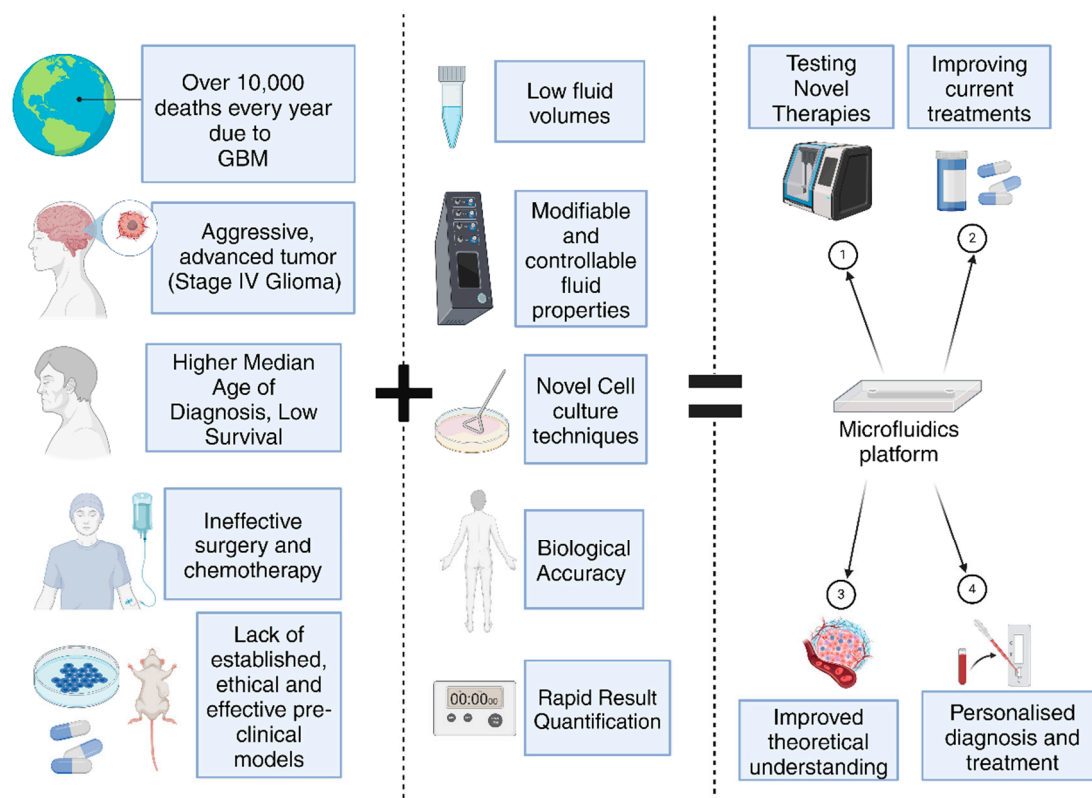 Over 10,000
deaths every year
due to
GBM
Aggressive,
advanced tumor
(Stage IV Glioma)
Higher Median
Age of
Diagnosis, Low
Survival
Ineffective
surgery and
chemotherapy
Lack of
established,
ethical and
effective pre-
clinical models
+
Low fluid
volumes
Modifiable
and
controllable
fluid
properties
Novel Cell
culture
techniques
Biological
Accuracy
00:0000
Rapid Result
Quantification
=
Testing
Novel
Therapies
Improving
current
treatments
1
2
Microfluidics
platform
3
4
Improved
theoretical
understanding
Personalised
diagnosis and
treatment